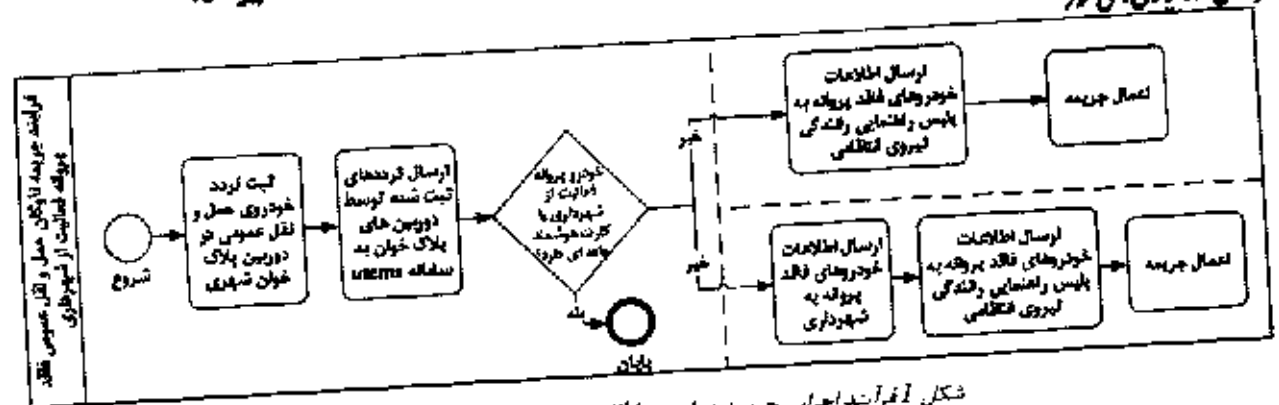 فرایند جریمه ناوگان حمل و نقل عمومی فاقد
پروانه فعالیت از شهرداری
شروع
ثبت تردد
خودروی حمل و
نقل عمومی در
دوربین پلاک
خوان شهری
ارسال ترددهای
ثبت شده توسط
دوربین های
پلاک خوان به
سامانه utcms
خودرو پروانه
فعالیت از
شهرداری یا
کارت هوشمند
جاده ای دارد؟
بله
پایان
خیر
ارسال اطلاعات
خودروهای فاقد پروانه به
پلیس راهنمایی رانندگی
نیروی انتظامی
اعمال جریمه
خیر
ارسال اطلاعات
خودروهای فاقد
پروانه به
شهرداری
ارسال اطلاعات
خودروهای فاقد پروانه به
پلیس راهنمایی رانندگی
نیروی انتظامی
اعمال جریمه
شکل 1 فرآیند